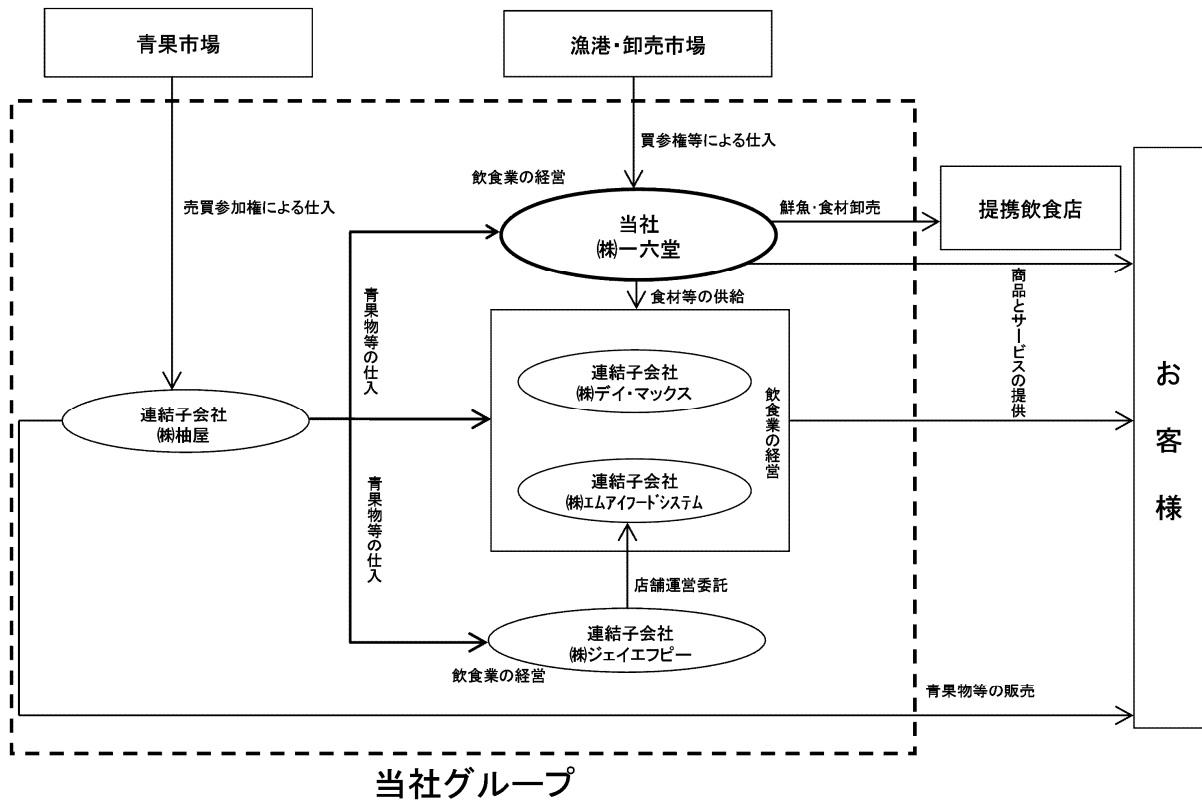 青果市場
漁港・卸売市場
買参権等による仕入
飲食業の経営
売買参加権による仕入
当社
㈱一六堂
鮮魚・食材卸売
提携飲食店
食材等の供給
商品とサービスの提供
青果物等の仕入
連結子会社
㈱デイ・マックス
飲食業の経営
お客様
連結子会社
㈱柚屋
連結子会社
㈱エムアイフードシステム
青果物等の仕入
店舗運営委託
連結子会社
㈱ジェイエフピー
飲食業の経営
青果物等の販売
当社グループ